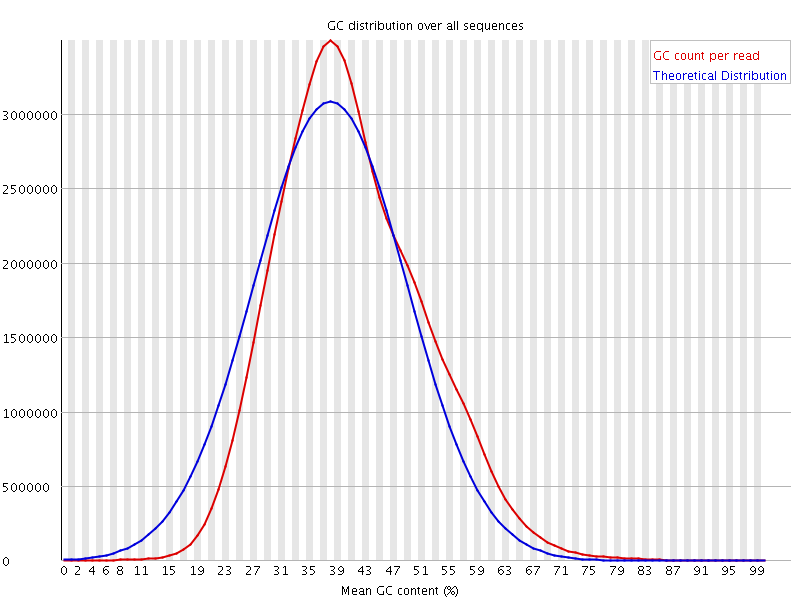 GC distribution over all sequences
GC count per read
Theoretical Distribution
3000000
2500000
2000000
1500000
1000000
500000
0
0 2 4 6 8 11 15 19 23 27 31 35 39 43 47 51 55 59 63 67 71 75 79 83 87 91 95 99
Mean GC content (%)